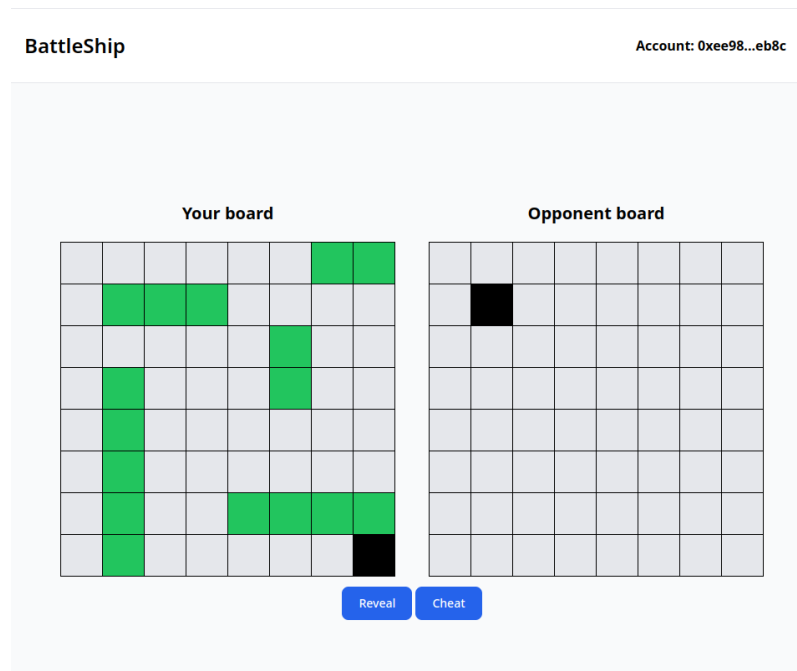 BattleShip
Account: 0xee98...eb8c
Your board
Opponent board
Reveal
Cheat